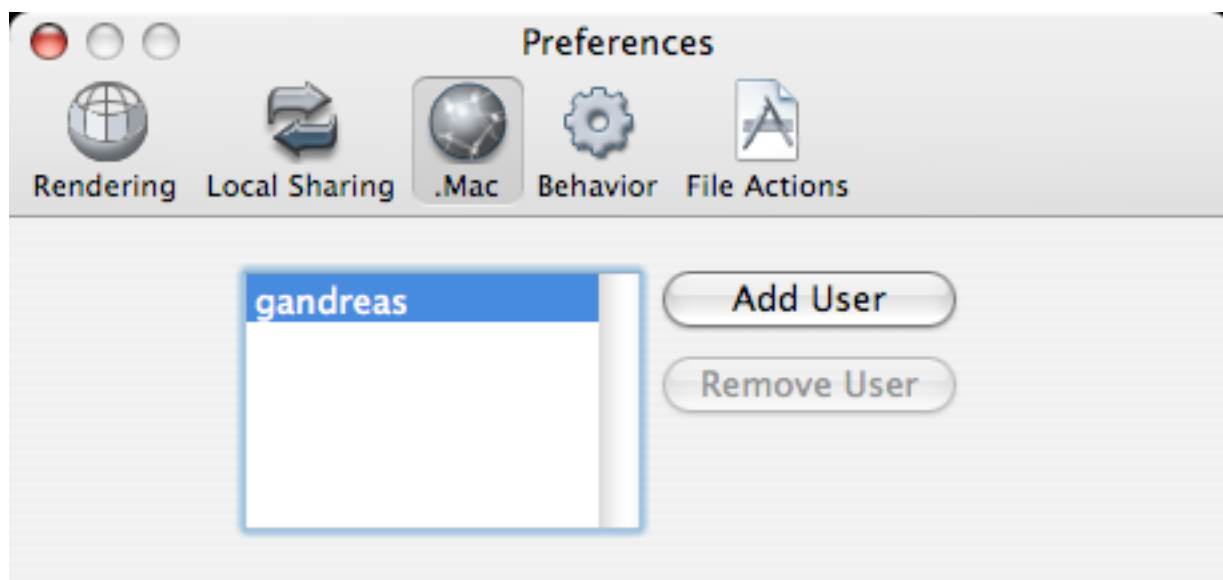 Preferences
Rendering Local Sharing .Mac Behavior File Actions
gandreas Add User
Remove User